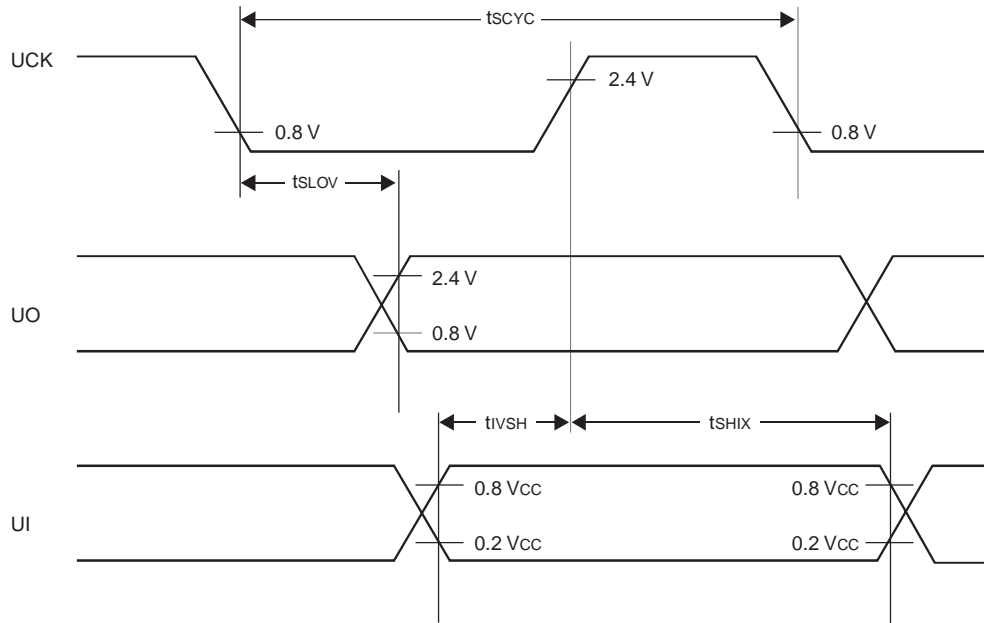 tSCYC
UCK
2.4 V
0.8 V
0.8 V
tSLOV
2.4 V
UO
0.8 V
tIVSH
tSHIX
0.8 VCC
0.8 VCC
UI
0.2 VCC
0.2 VCC